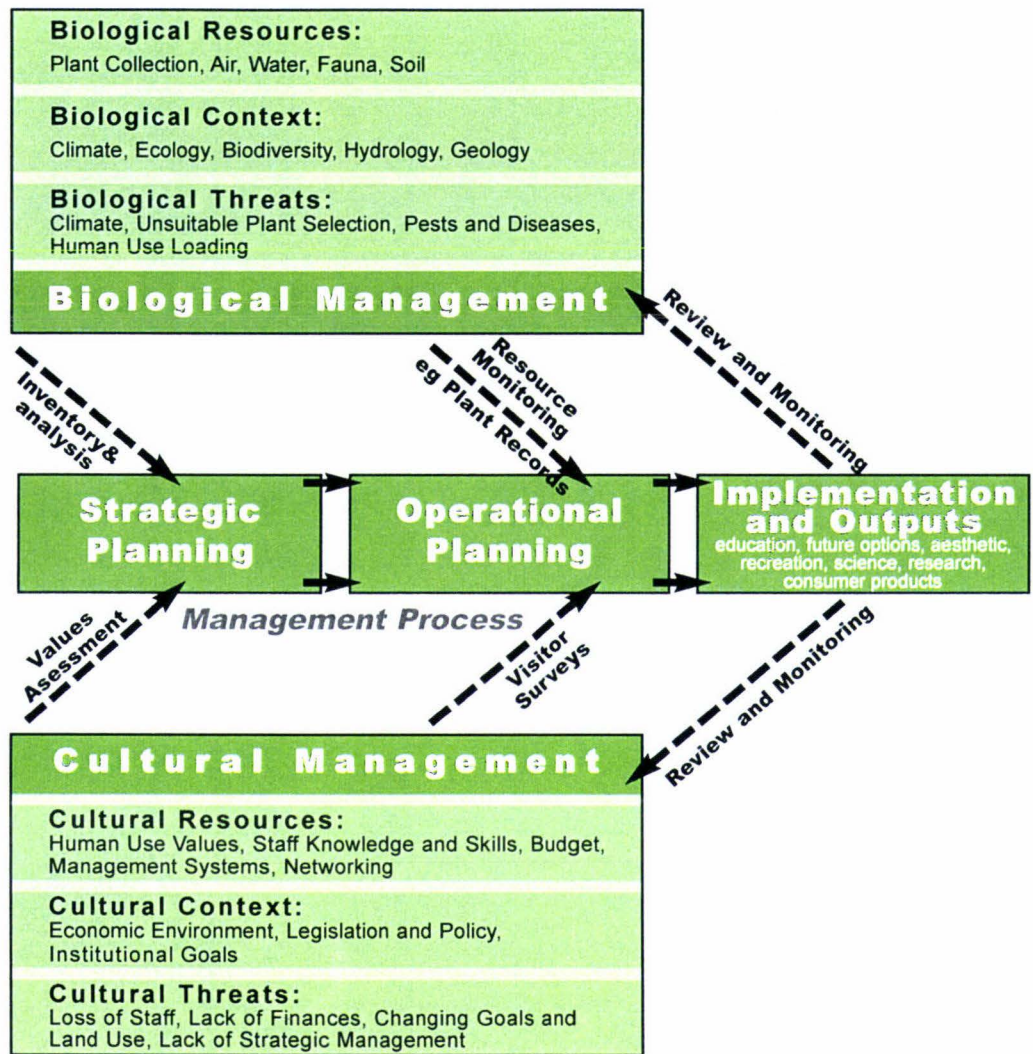 Biological Resources:
Plant Collection, Air, Water, Fauna, Soil
Biological Context:
Climate, Ecology, Biodiversity, Hydrology, Geology
Biological Threats:
Climate, Unsuitable Plant Selection, Pests and Diseases,
Human Use Loading
Biological Management
Inventory&
analysis
Resource
Monitoring
eg Plant Records
Review and Monitoring
Strategic
Planning
Operational
Planning
Implementation
and Outputs
education, future options, aesthetic,
recreation, science, research,
consumer products
Management Process
Values
Asessment
Visitor
Surveys
Review and Monitoring
Cultural Management
Cultural Resources:
Human Use Values, Staff Knowledge and Skills, Budget,
Management Systems, Networking
Cultural Context:
Economic Environment, Legislation and Policy,
Institutional Goals
Cultural Threats:
Loss of Staff, Lack of Finances, Changing Goals and
Land Use, Lack of Strategic Management